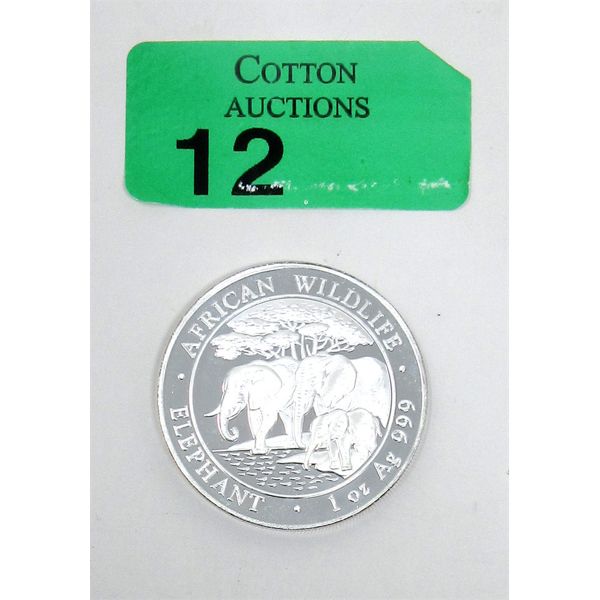 COTTON
AUCTIONS
12
AFRICAN WILDLIFE
ELEPHANT · 1 oz Ag 999